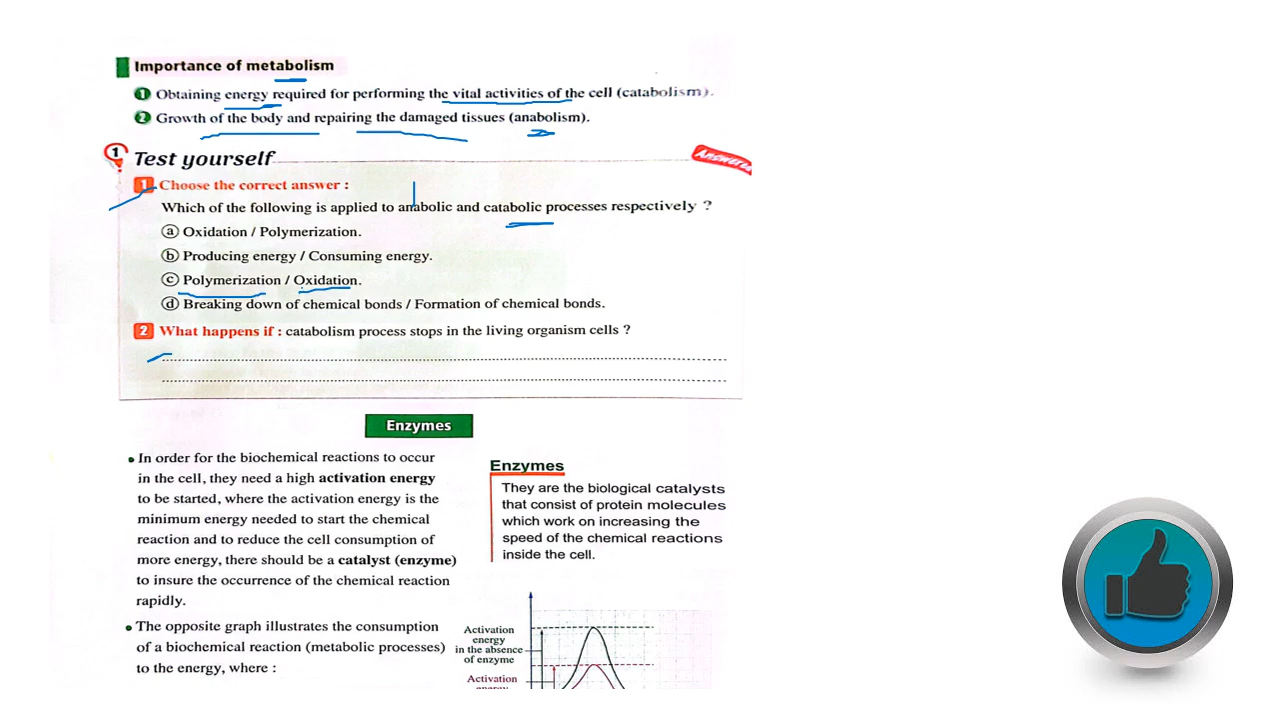 Importance of metabolism
1 Obtaining energy required for performing the vital activities of the cell (catabolism).
2 Growth of the body and repairing the damaged tissues (anabolism).
1 Test yourself
Answered
1 Choose the correct answer :
Which of the following is applied to anabolic and catabolic processes respectively ?
a Oxidation / Polymerization.
b Producing energy / Consuming energy.
c Polymerization / Oxidation.
d Breaking down of chemical bonds / Formation of chemical bonds.
2 What happens if : catabolism process stops in the living organism cells ?
Enzymes
• In order for the biochemical reactions to occur
in the cell, they need a high activation energy
to be started, where the activation energy is the
minimum energy needed to start the chemical
reaction and to reduce the cell consumption of
more energy, there should be a catalyst (enzyme)
to insure the occurrence of the chemical reaction
rapidly.
• The opposite graph illustrates the consumption
of a biochemical reaction (metabolic processes)
to the energy, where :
Enzymes
They are the biological catalysts
that consist of protein molecules
which work on increasing the
speed of the chemical reactions
inside the cell.
Activation
energy
in the absence
of enzyme
Activation